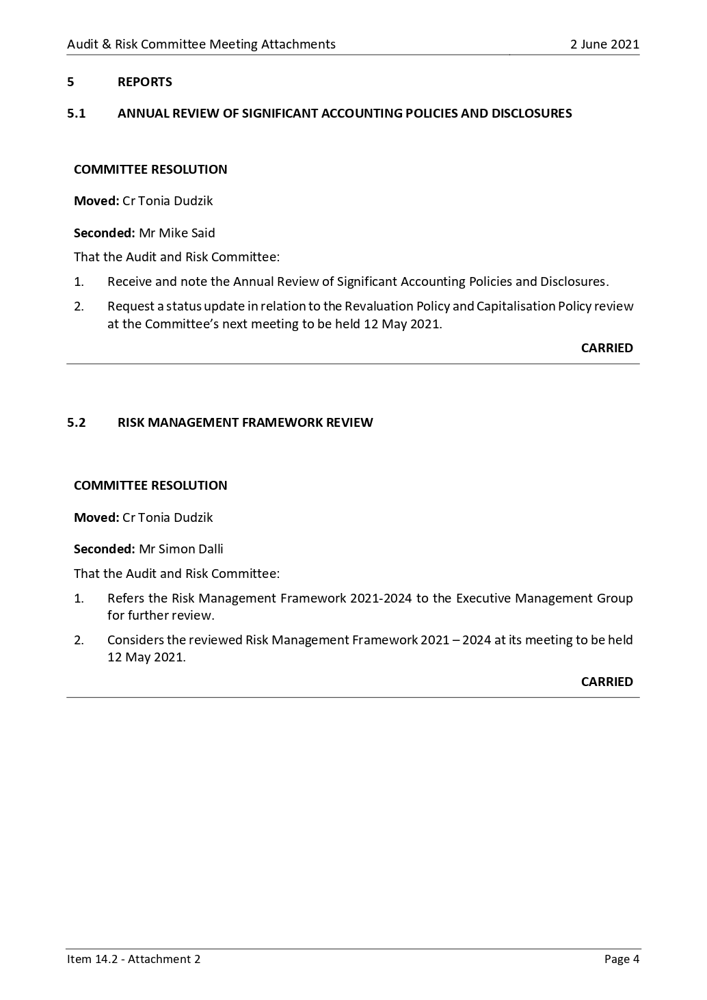 Audit & Risk Committee Meeting Attachments 2 June 2021
5 REPORTS
5.1 ANNUAL REVIEW OF SIGNIFICANT ACCOUNTING POLICIES AND DISCLOSURES
COMMITTEE RESOLUTION
Moved: Cr Tonia Dudzik
Seconded: Mr Mike Said
That the Audit and Risk Committee:
1. Receive and note the Annual Review of Significant Accounting Policies and Disclosures.
2. Request a status update in relation to the Revaluation Policy and Capitalisation Policy review
at the Committee’s next meeting to be held 12 May 2021.
CARRIED
5.2 RISK MANAGEMENT FRAMEWORK REVIEW
COMMITTEE RESOLUTION
Moved: Cr Tonia Dudzik
Seconded: Mr Simon Dalli
That the Audit and Risk Committee:
1. Refers the Risk Management Framework 2021-2024 to the Executive Management Group
for further review.
2. Considers the reviewed Risk Management Framework 2021 – 2024 at its meeting to be held
12 May 2021.
CARRIED
Item 14.2 - Attachment 2 Page 4